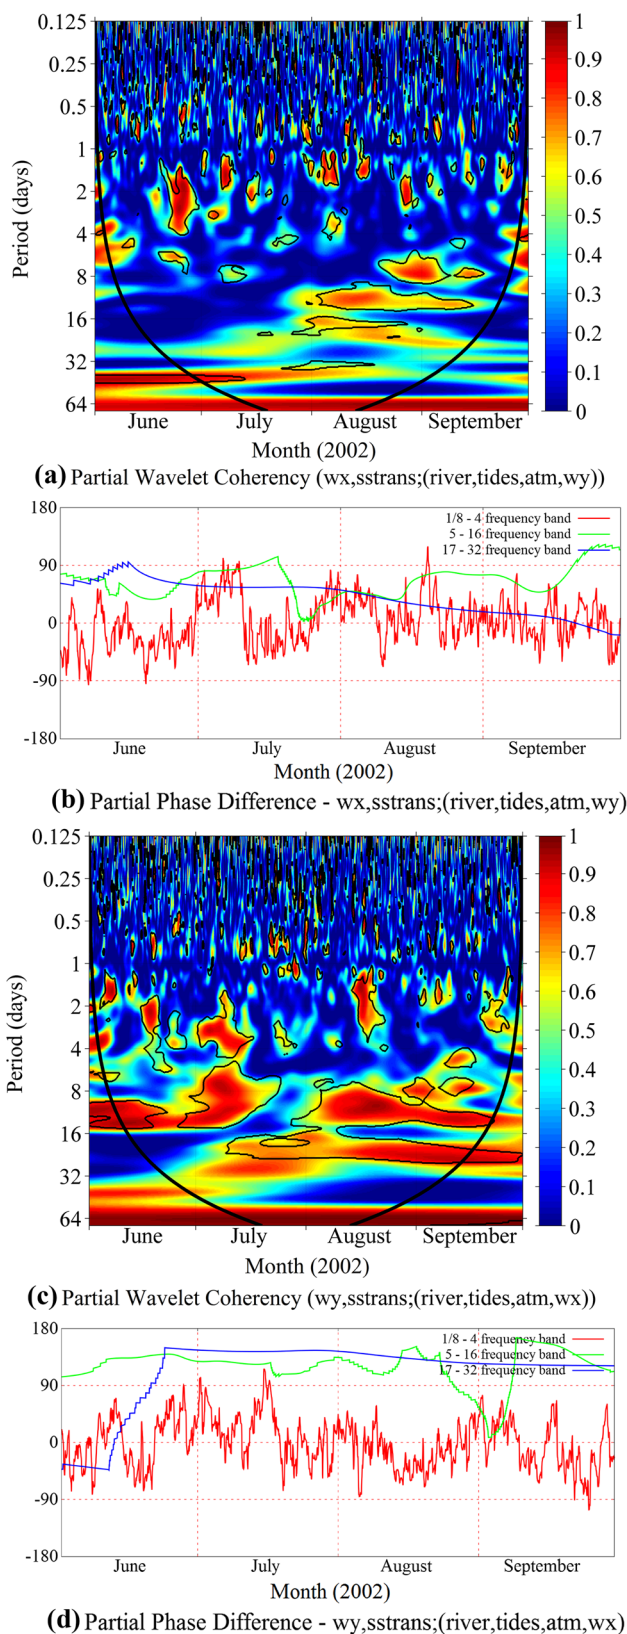 0.125
0.25
0.5
1
2
4
8
16
32
64
Period (days)
1
0.9
0.8
0.7
0.6
0.5
0.4
0.3
0.2
0.1
0
June July August September
Month (2002)
(a) Partial Wavelet Coherency (wx,sstrans;(river,tides,atm,wy))
180
90
0
-90
-180
1/8 - 4 frequency band
5 - 16 frequency band
17 - 32 frequency band
June July August September
Month (2002)
(b) Partial Phase Difference - wx,sstrans;(river,tides,atm,wy)
0.125
0.25
0.5
1
2
4
8
16
32
64
Period (days)
1
0.9
0.8
0.7
0.6
0.5
0.4
0.3
0.2
0.1
0
June July August September
Month (2002)
(c) Partial Wavelet Coherency (wy,sstrans;(river,tides,atm,wx))
180
90
0
-90
-180
1/8 - 4 frequency band
5 - 16 frequency band
17 - 32 frequency band
June July August September
Month (2002)
(d) Partial Phase Difference - wy,sstrans;(river,tides,atm,wx)